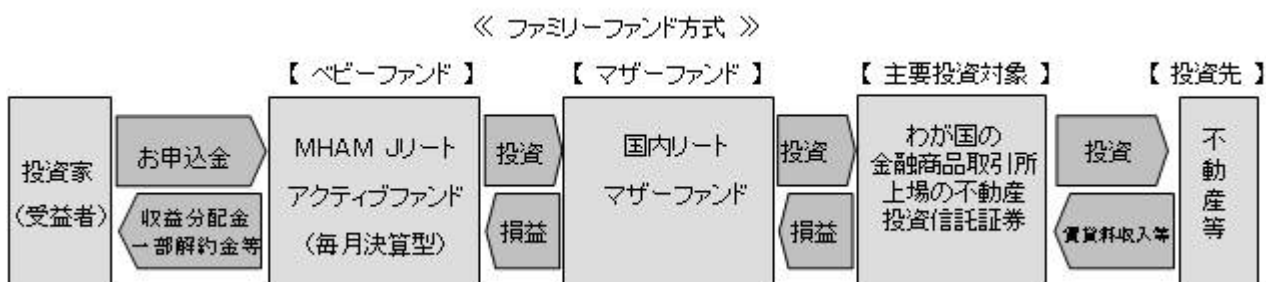 ≪ ファミリーファンド方式 ≫
【 ベビーファンド 】
【 マザーファンド 】
【 主要投資対象 】
【 投資先 】
投資家
(受益者)
お申込金
収益分配金
一部解約金等
MHAM Jリート
アクティブファンド
(毎月決算型)
投資
損益
国内リート
マザーファンド
投資
損益
わが国の
金融商品取引所
上場の不動産
投資信託証券
投資
賃貸料収入等
不動産等